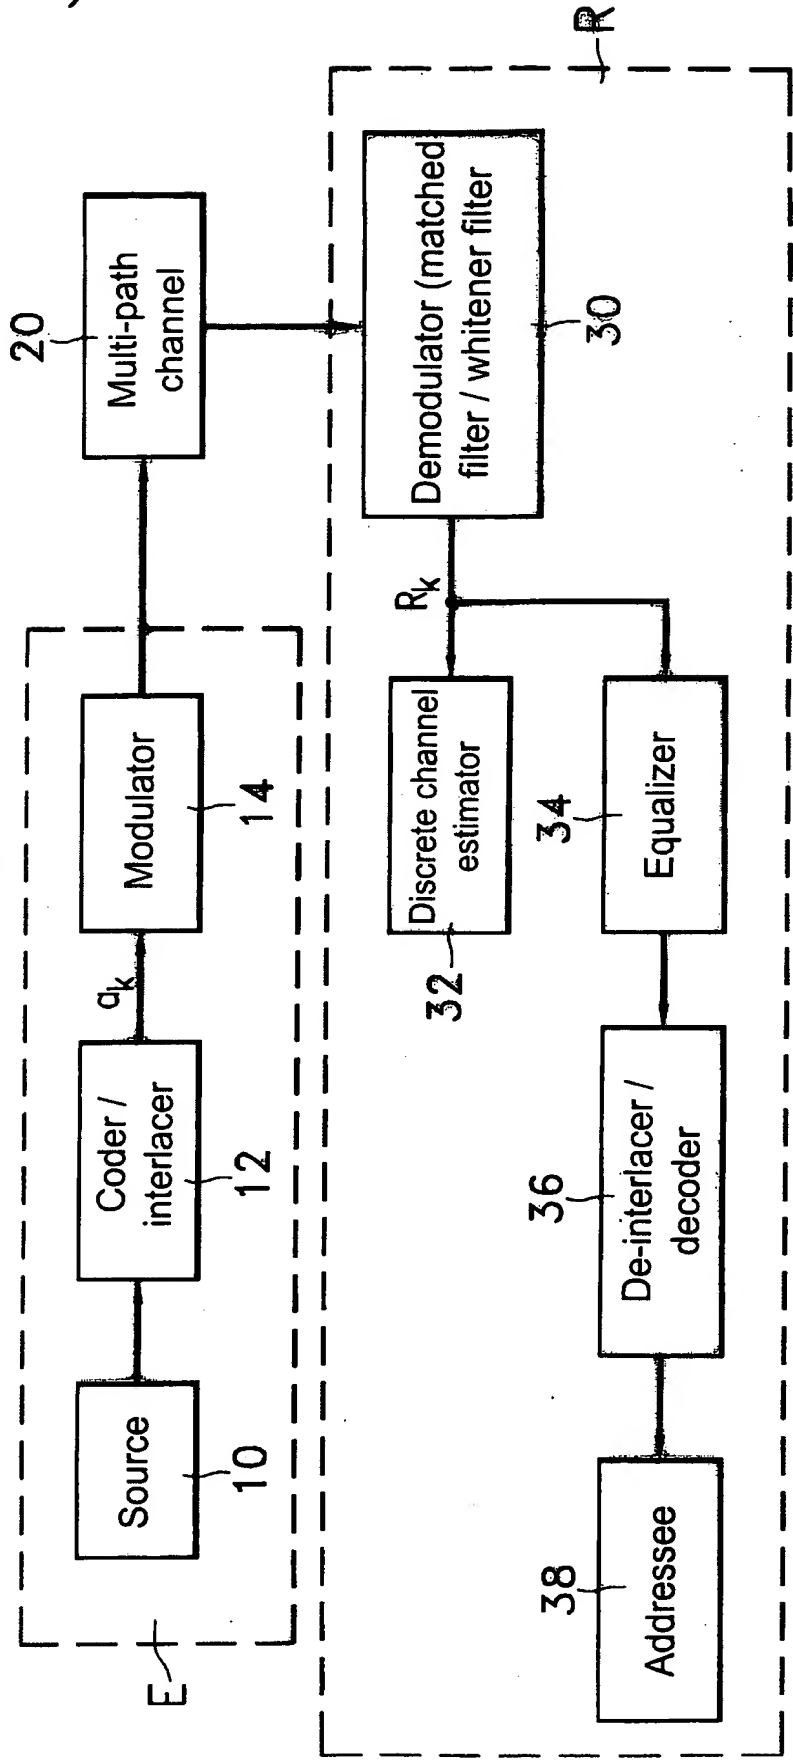 E
Source
10
Coder /
interlacer
12
a_k
Modulator
14
20
Multi-path
channel
R
Demodulator (matched
filter / whitener filter
30
R_k
Discrete channel
estimator
32
34
Equalizer
36
De-interlacer /
decoder
38
Addressee